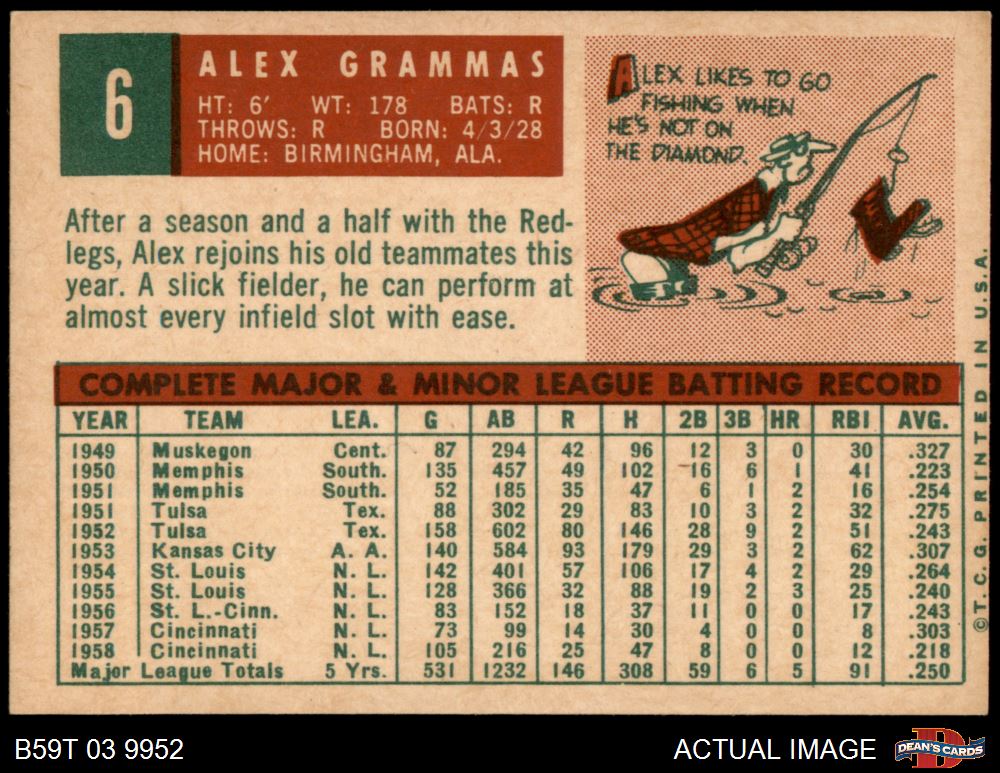 6
ALEX GRAMMAS
HT: 6' WT: 178 BATS: R
THROWS: R BORN: 4/3/28
HOME: BIRMINGHAM, ALA.
ALEX LIKES TO GO
FISHING WHEN
HE'S NOT ON
THE DIAMOND.
After a season and a half with the Red-
legs, Alex rejoins his old teammates this
year. A slick fielder, he can perform at
almost every infield slot with ease.
COMPLETE MAJOR & MINOR LEAGUE BATTING RECORD
YEAR TEAM LEA. G AB R H 2B 3B HR RBI AVG.
1949 Muskegon Cent. 87 294 42 96 12 3 0 30 .327
1950 Memphis South. 135 457 49 102 16 6 1 41 .223
1951 Memphis South. 52 185 35 47 6 1 2 16 .254
1951 Tulsa Tex. 88 302 29 83 10 3 2 32 .275
1952 Tulsa Tex. 158 602 80 146 28 9 2 51 .243
1953 Kansas City A. A. 140 584 93 179 29 3 2 62 .307
1954 St. Louis N. L. 142 401 57 106 17 4 2 29 .264
1955 St. Louis N. L. 128 366 32 88 19 2 3 25 .240
1956 St. L.-Cinn. N. L. 83 152 18 37 11 0 0 17 .243
1957 Cincinnati N. L. 73 99 14 30 4 0 0 8 .303
1958 Cincinnati N. L. 105 216 25 47 8 0 0 12 .218
Major League Totals 5 Yrs. 531 1232 146 308 59 6 5 91 .250
©T.C.G. PRINTED IN U.S.A.
B59T 03 9952
ACTUAL IMAGE
DEAN'S CARDS